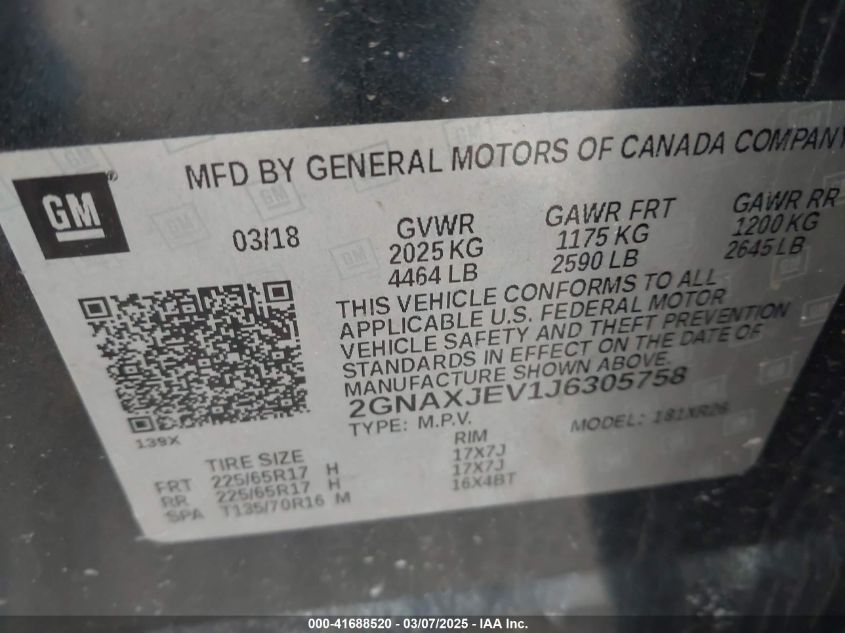 MFD BY GENERAL MOTORS OF CANADA COMPANY
GM®
03/18
GVWR
2025 KG
4464 LB
GAWR FRT
1175 KG
2590 LB
GAWR RR
1200 KG
2645 LB
THIS VEHICLE CONFORMS TO ALL
APPLICABLE U.S. FEDERAL MOTOR
VEHICLE SAFETY AND THEFT PREVENTION
STANDARDS IN EFFECT ON THE DATE OF
MANUFACTURE SHOWN ABOVE.
2GNAXJEV1J6305758
TYPE: M.P.V. MODEL: 181XR26
139X
TIRE SIZE RIM
FRT 225/65R17 H 17X7J
RR 225/65R17 H 17X7J
SPA T135/70R16 M 16X4BT
000-41688520 - 03/07/2025 - IAA Inc.